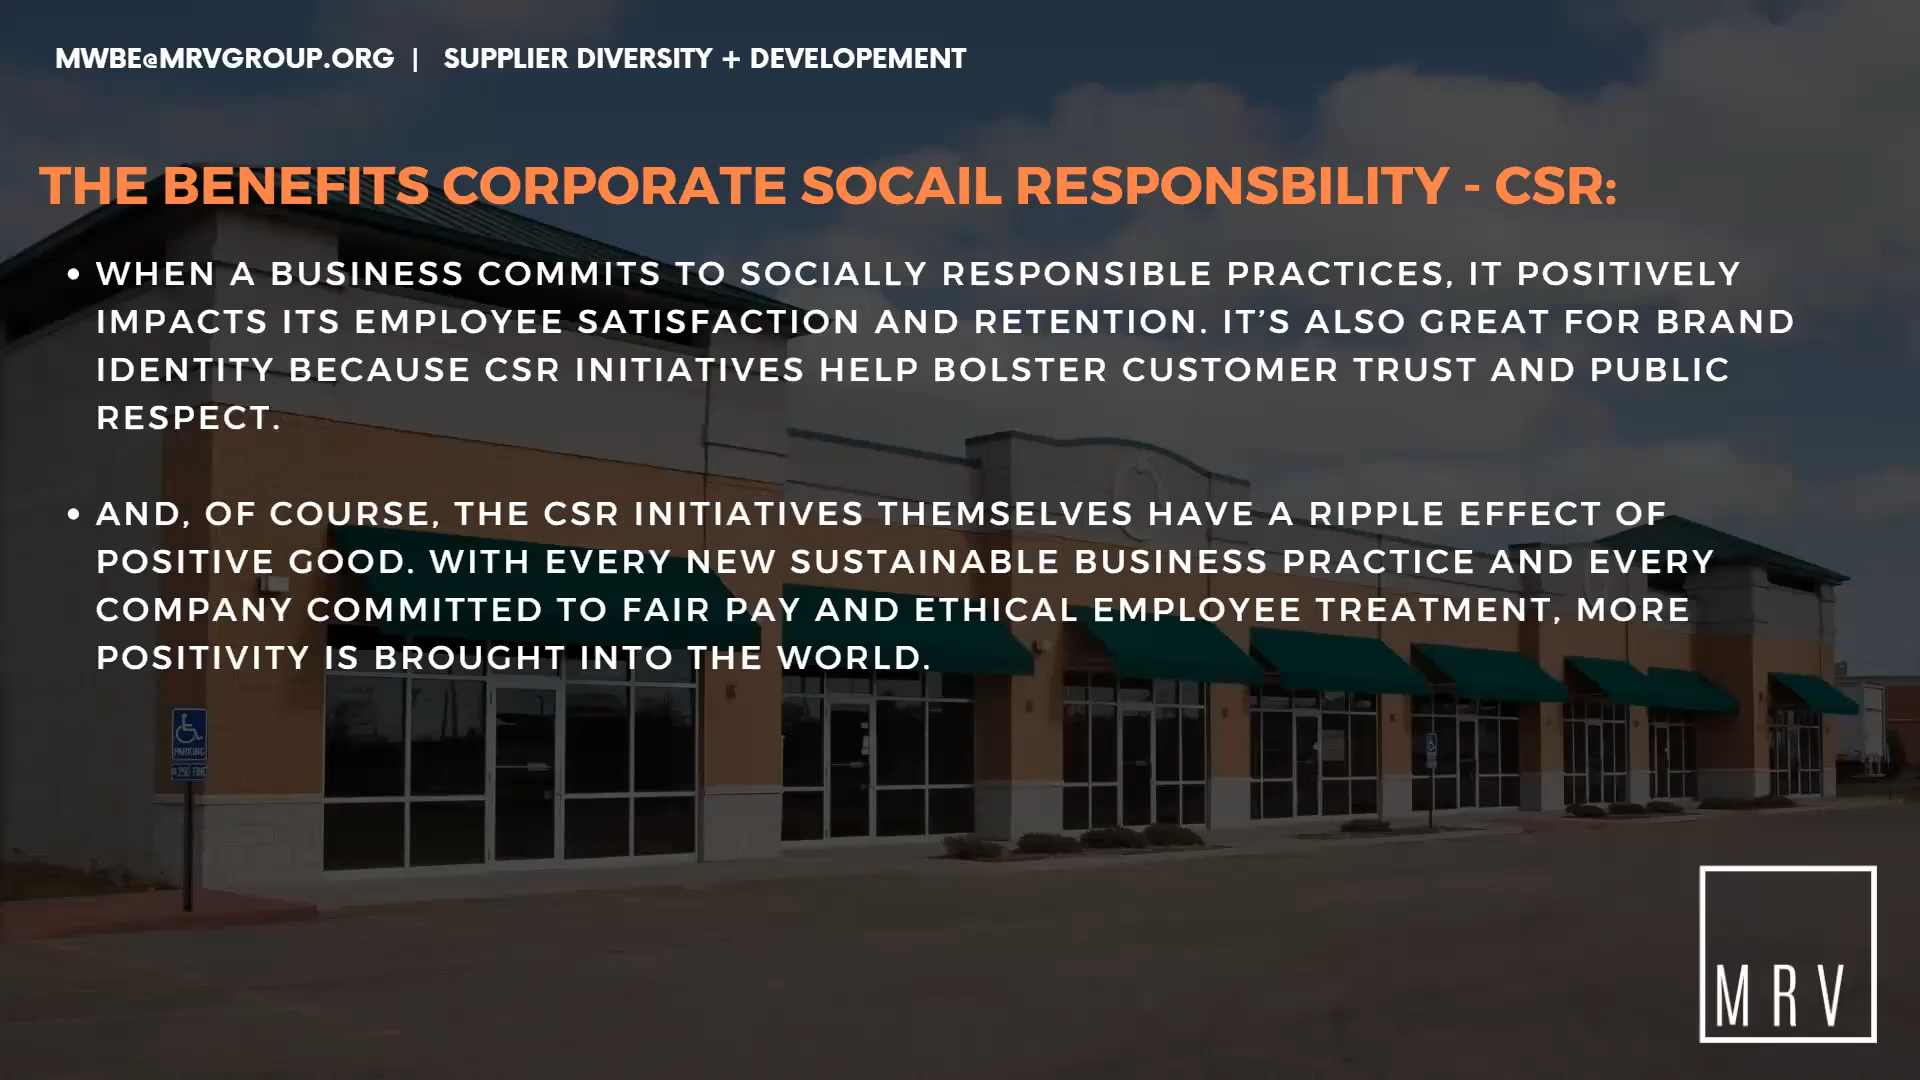 MWBE@MRVGROUP.ORG | SUPPLIER DIVERSITY + DEVELOPEMENT
THE BENEFITS CORPORATE SOCAIL RESPONSBILITY - CSR:
• WHEN A BUSINESS COMMITS TO SOCIALLY RESPONSIBLE PRACTICES, IT POSITIVELY
IMPACTS ITS EMPLOYEE SATISFACTION AND RETENTION. IT’S ALSO GREAT FOR BRAND
IDENTITY BECAUSE CSR INITIATIVES HELP BOLSTER CUSTOMER TRUST AND PUBLIC
RESPECT.
• AND, OF COURSE, THE CSR INITIATIVES THEMSELVES HAVE A RIPPLE EFFECT OF
POSITIVE GOOD. WITH EVERY NEW SUSTAINABLE BUSINESS PRACTICE AND EVERY
COMPANY COMMITTED TO FAIR PAY AND ETHICAL EMPLOYEE TREATMENT, MORE
POSITIVITY IS BROUGHT INTO THE WORLD.
PARKING
$250 FINE
MRV